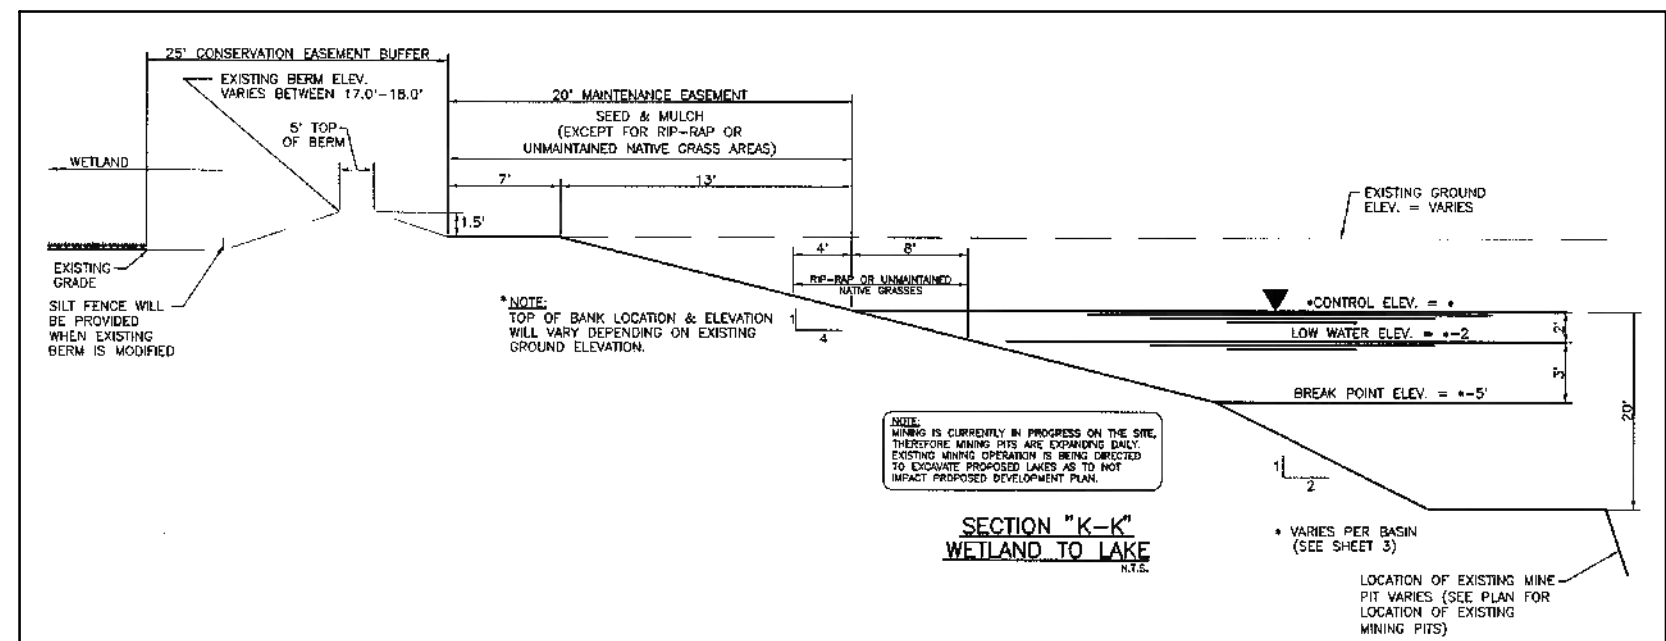 25' CONSERVATION EASEMENT BUFFER
EXISTING BERM ELEV.
VARIES BETWEEN 17.0'-18.0'
5' TOP
OF BERM
WETLAND
20' MAINTENANCE EASEMENT
SEED & MULCH
(EXCEPT FOR RIP-RAP OR
UNMAINTAINED NATIVE GRASS AREAS)
7'
13'
1.5'
EXISTING GROUND
ELEV. = VARIES
4'
8'
RIP-RAP OR UNMAINTAINED
NATIVE GRASSES
EXISTING
GRADE
SILT FENCE WILL
BE PROVIDED
WHEN EXISTING
BERM IS MODIFIED
* NOTE:
TOP OF BANK LOCATION & ELEVATION
WILL VARY DEPENDING ON EXISTING
GROUND ELEVATION.
1
4
*CONTROL ELEV. = *
LOW WATER ELEV. = *-2
2'
BREAK POINT ELEV. = *-5'
20'
NOTE:
MINING IS CURRENTLY IN PROGRESS ON THE SITE,
THEREFORE MINING PITS ARE EXPANDING DAILY.
EXISTING MINING OPERATION IS BEING DIRECTED
TO EXCAVATE PROPOSED LAKES AS TO NOT
IMPACT PROPOSED DEVELOPMENT PLAN.
1
2
SECTION "K-K"
WETLAND TO LAKE
N.T.S.
* VARIES PER BASIN
(SEE SHEET 3)
LOCATION OF EXISTING MINE
PIT VARIES (SEE PLAN FOR
LOCATION OF EXISTING
MINING PITS)